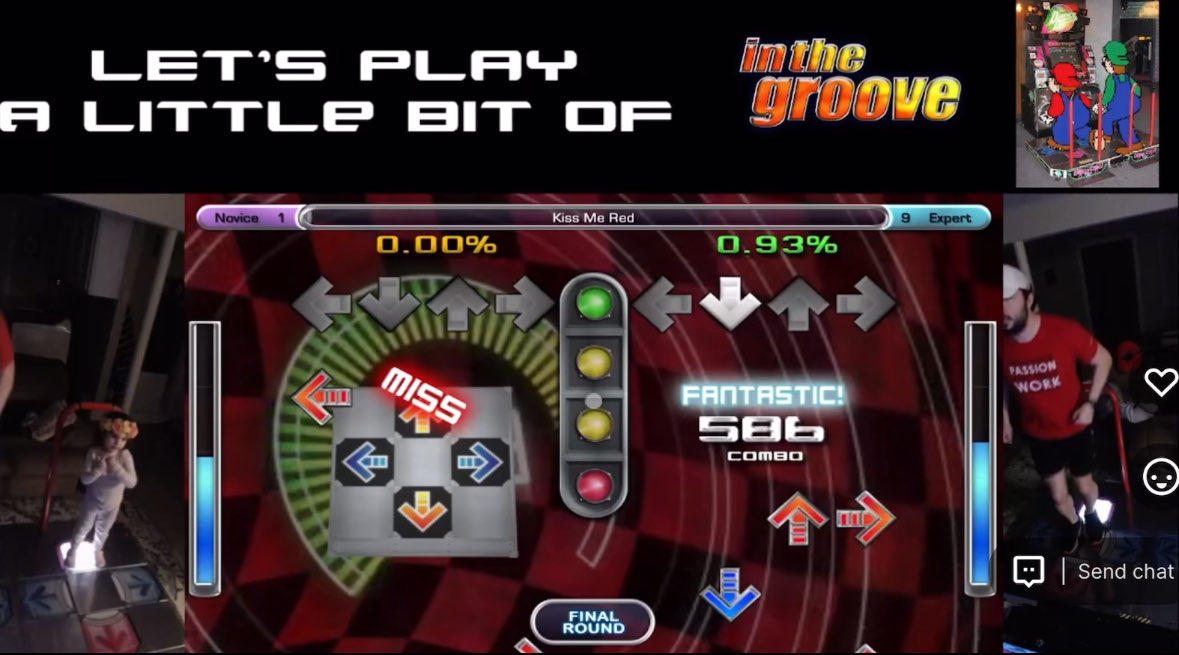 LET'S PLAY
A LITTLE BIT OF
in the
groove
Novice 1
Kiss Me Red
9 Expert
0.00%
0.93%
MISS
FANTASTIC!
586
COMBO
PASSION
WORK
FINAL
ROUND
Send chat